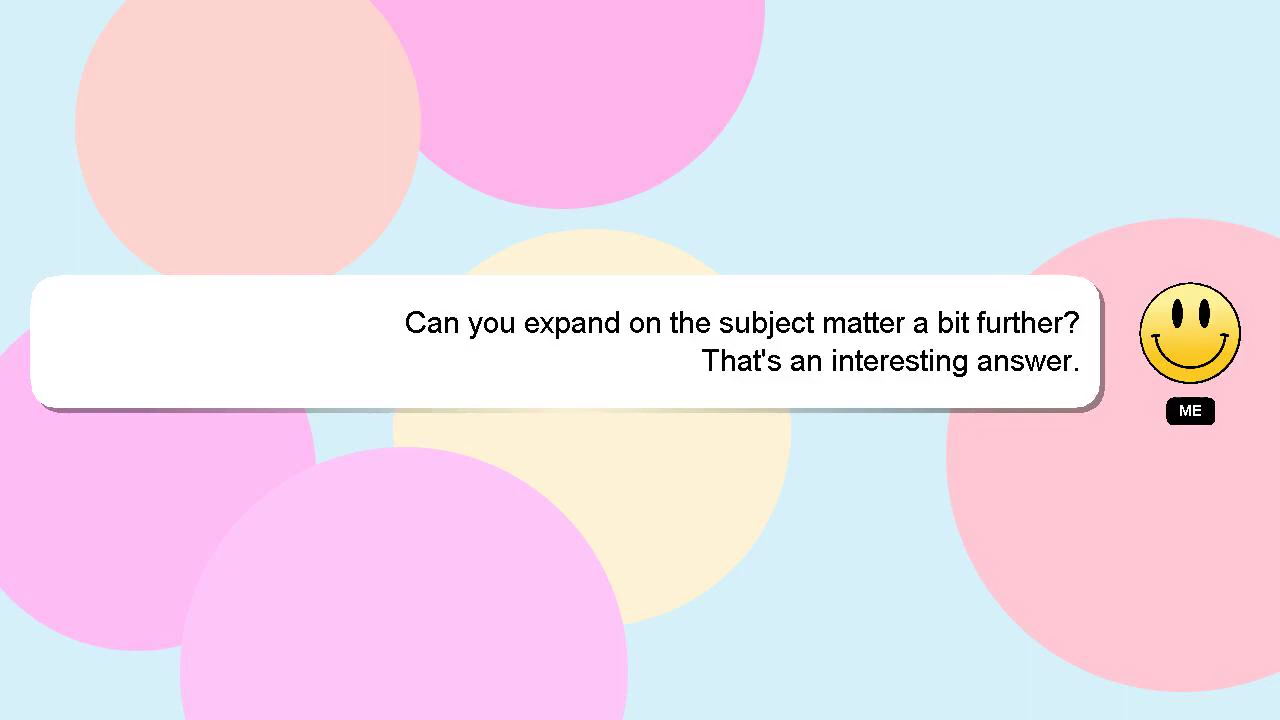 Can you expand on the subject matter a bit further?
That's an interesting answer.
ME